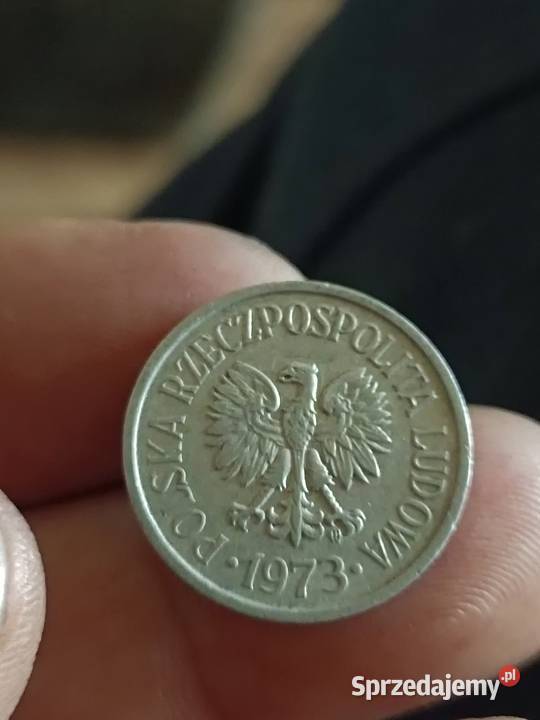 POLSKA RZECZPOSPOLITA LUDOWA
·1973·
Sprzedajemy.pl